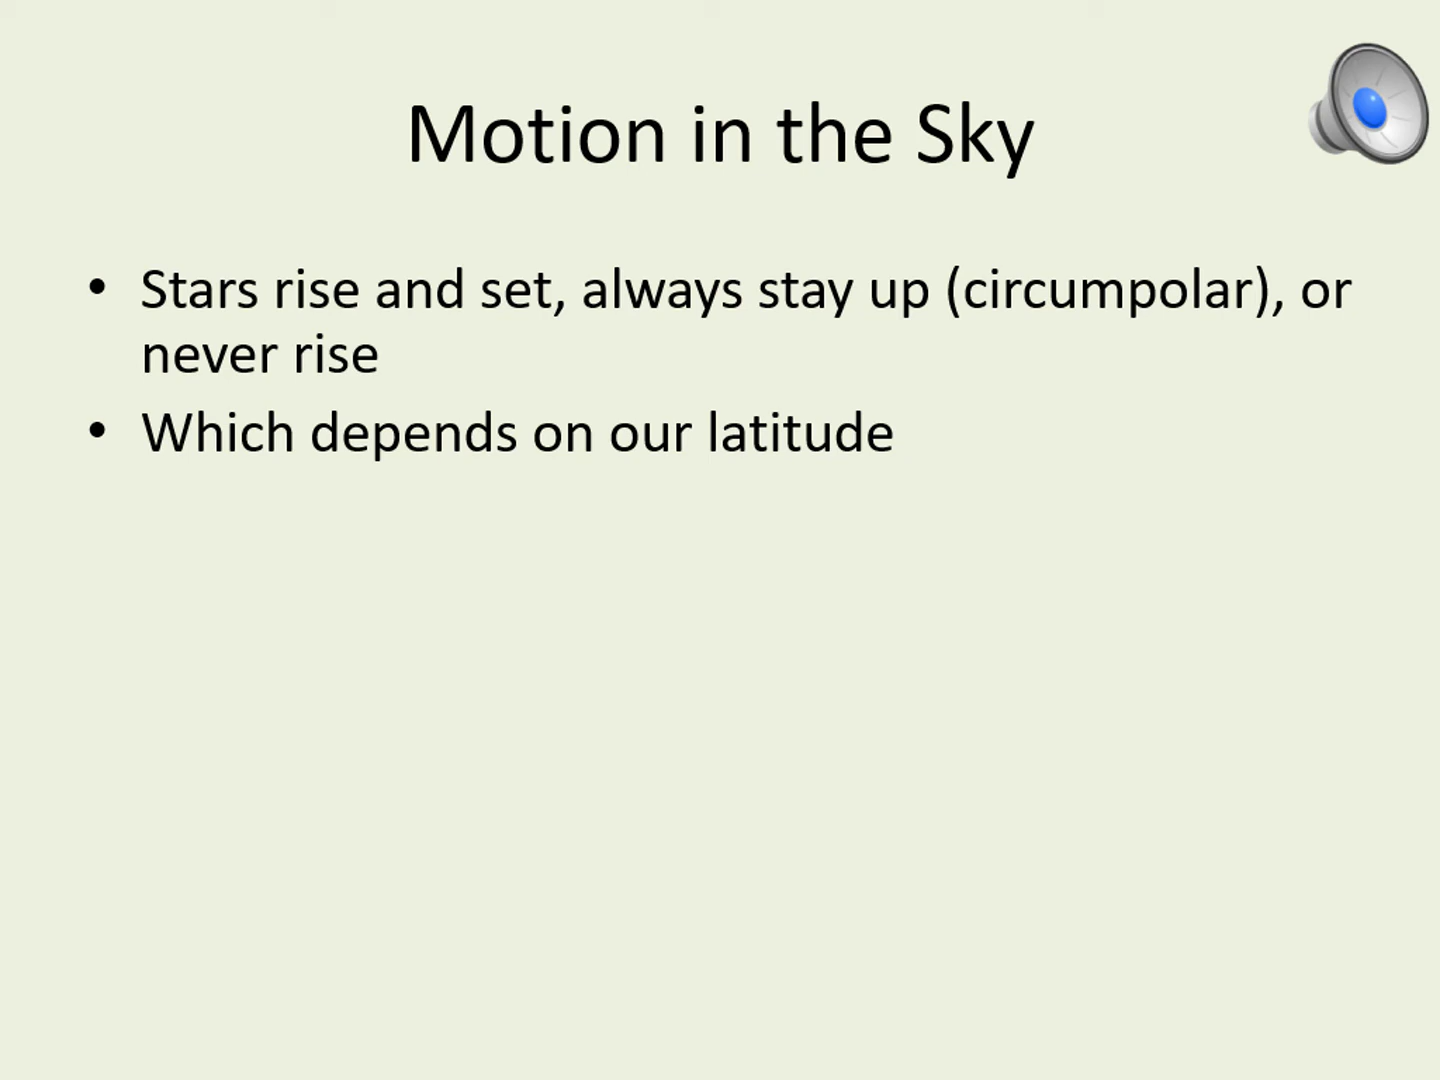 Motion in the Sky
• Stars rise and set, always stay up (circumpolar), or
never rise
• Which depends on our latitude